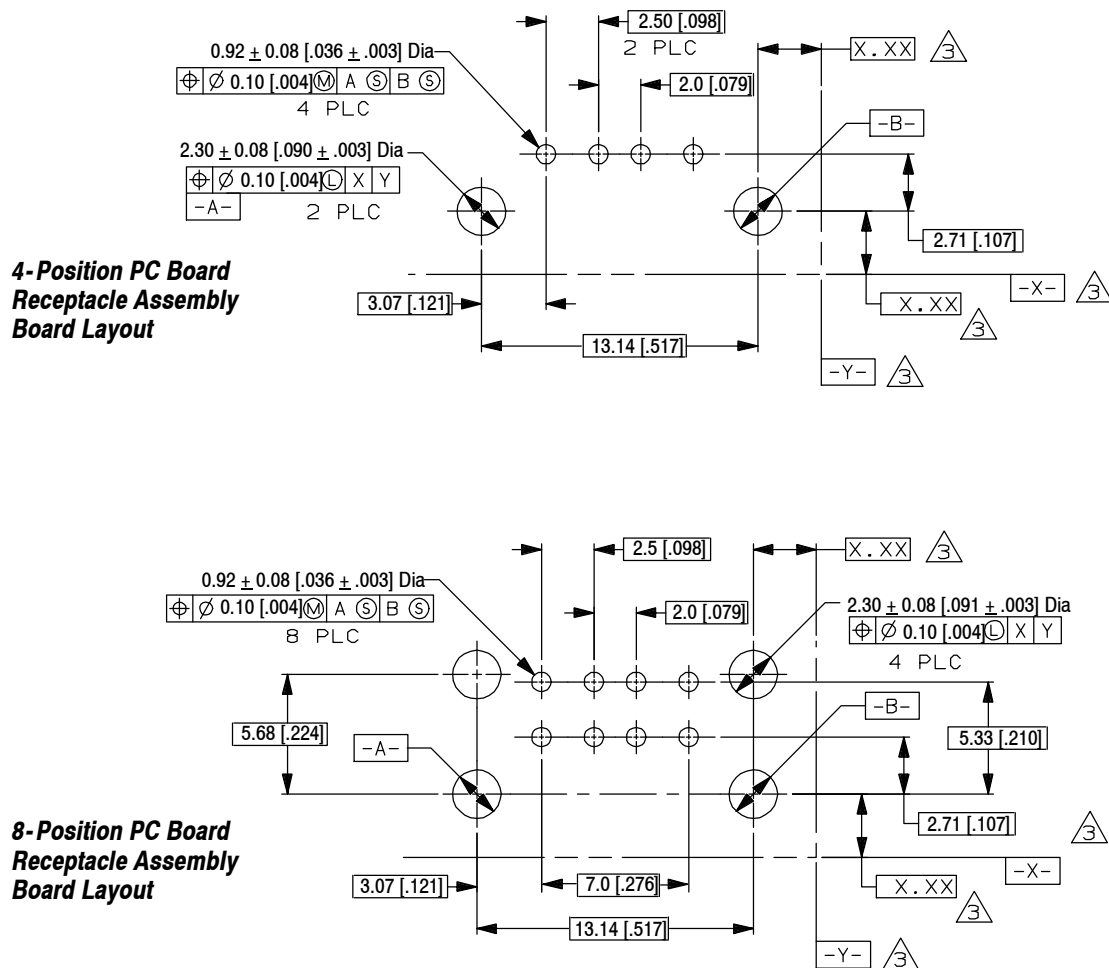 2.50 [.098]
2 PLC
X.XX 3
0.92 ± 0.08 [.036 ± .003] Dia
⌖ Ø 0.10 [.004]Ⓜ A Ⓢ B Ⓢ
4 PLC
2.0 [.079]
-B-
2.30 ± 0.08 [.090 ± .003] Dia
⌖ Ø 0.10 [.004]Ⓛ X Y
-A- 2 PLC
2.71 [.107]
4-Position PC Board
Receptacle Assembly
Board Layout
3.07 [.121]
X.XX 3
-X- 3
13.14 [.517]
-Y- 3
2.5 [.098]
X.XX 3
0.92 ± 0.08 [.036 ± .003] Dia
⌖ Ø 0.10 [.004]Ⓜ A Ⓢ B Ⓢ
8 PLC
2.0 [.079]
2.30 ± 0.08 [.091 ± .003] Dia
⌖ Ø 0.10 [.004]Ⓛ X Y
4 PLC
-B-
5.68 [.224]
-A-
5.33 [.210]
2.71 [.107]
3
8-Position PC Board
Receptacle Assembly
Board Layout
3.07 [.121]
7.0 [.276]
X.XX 3
-X-
13.14 [.517]
-Y- 3